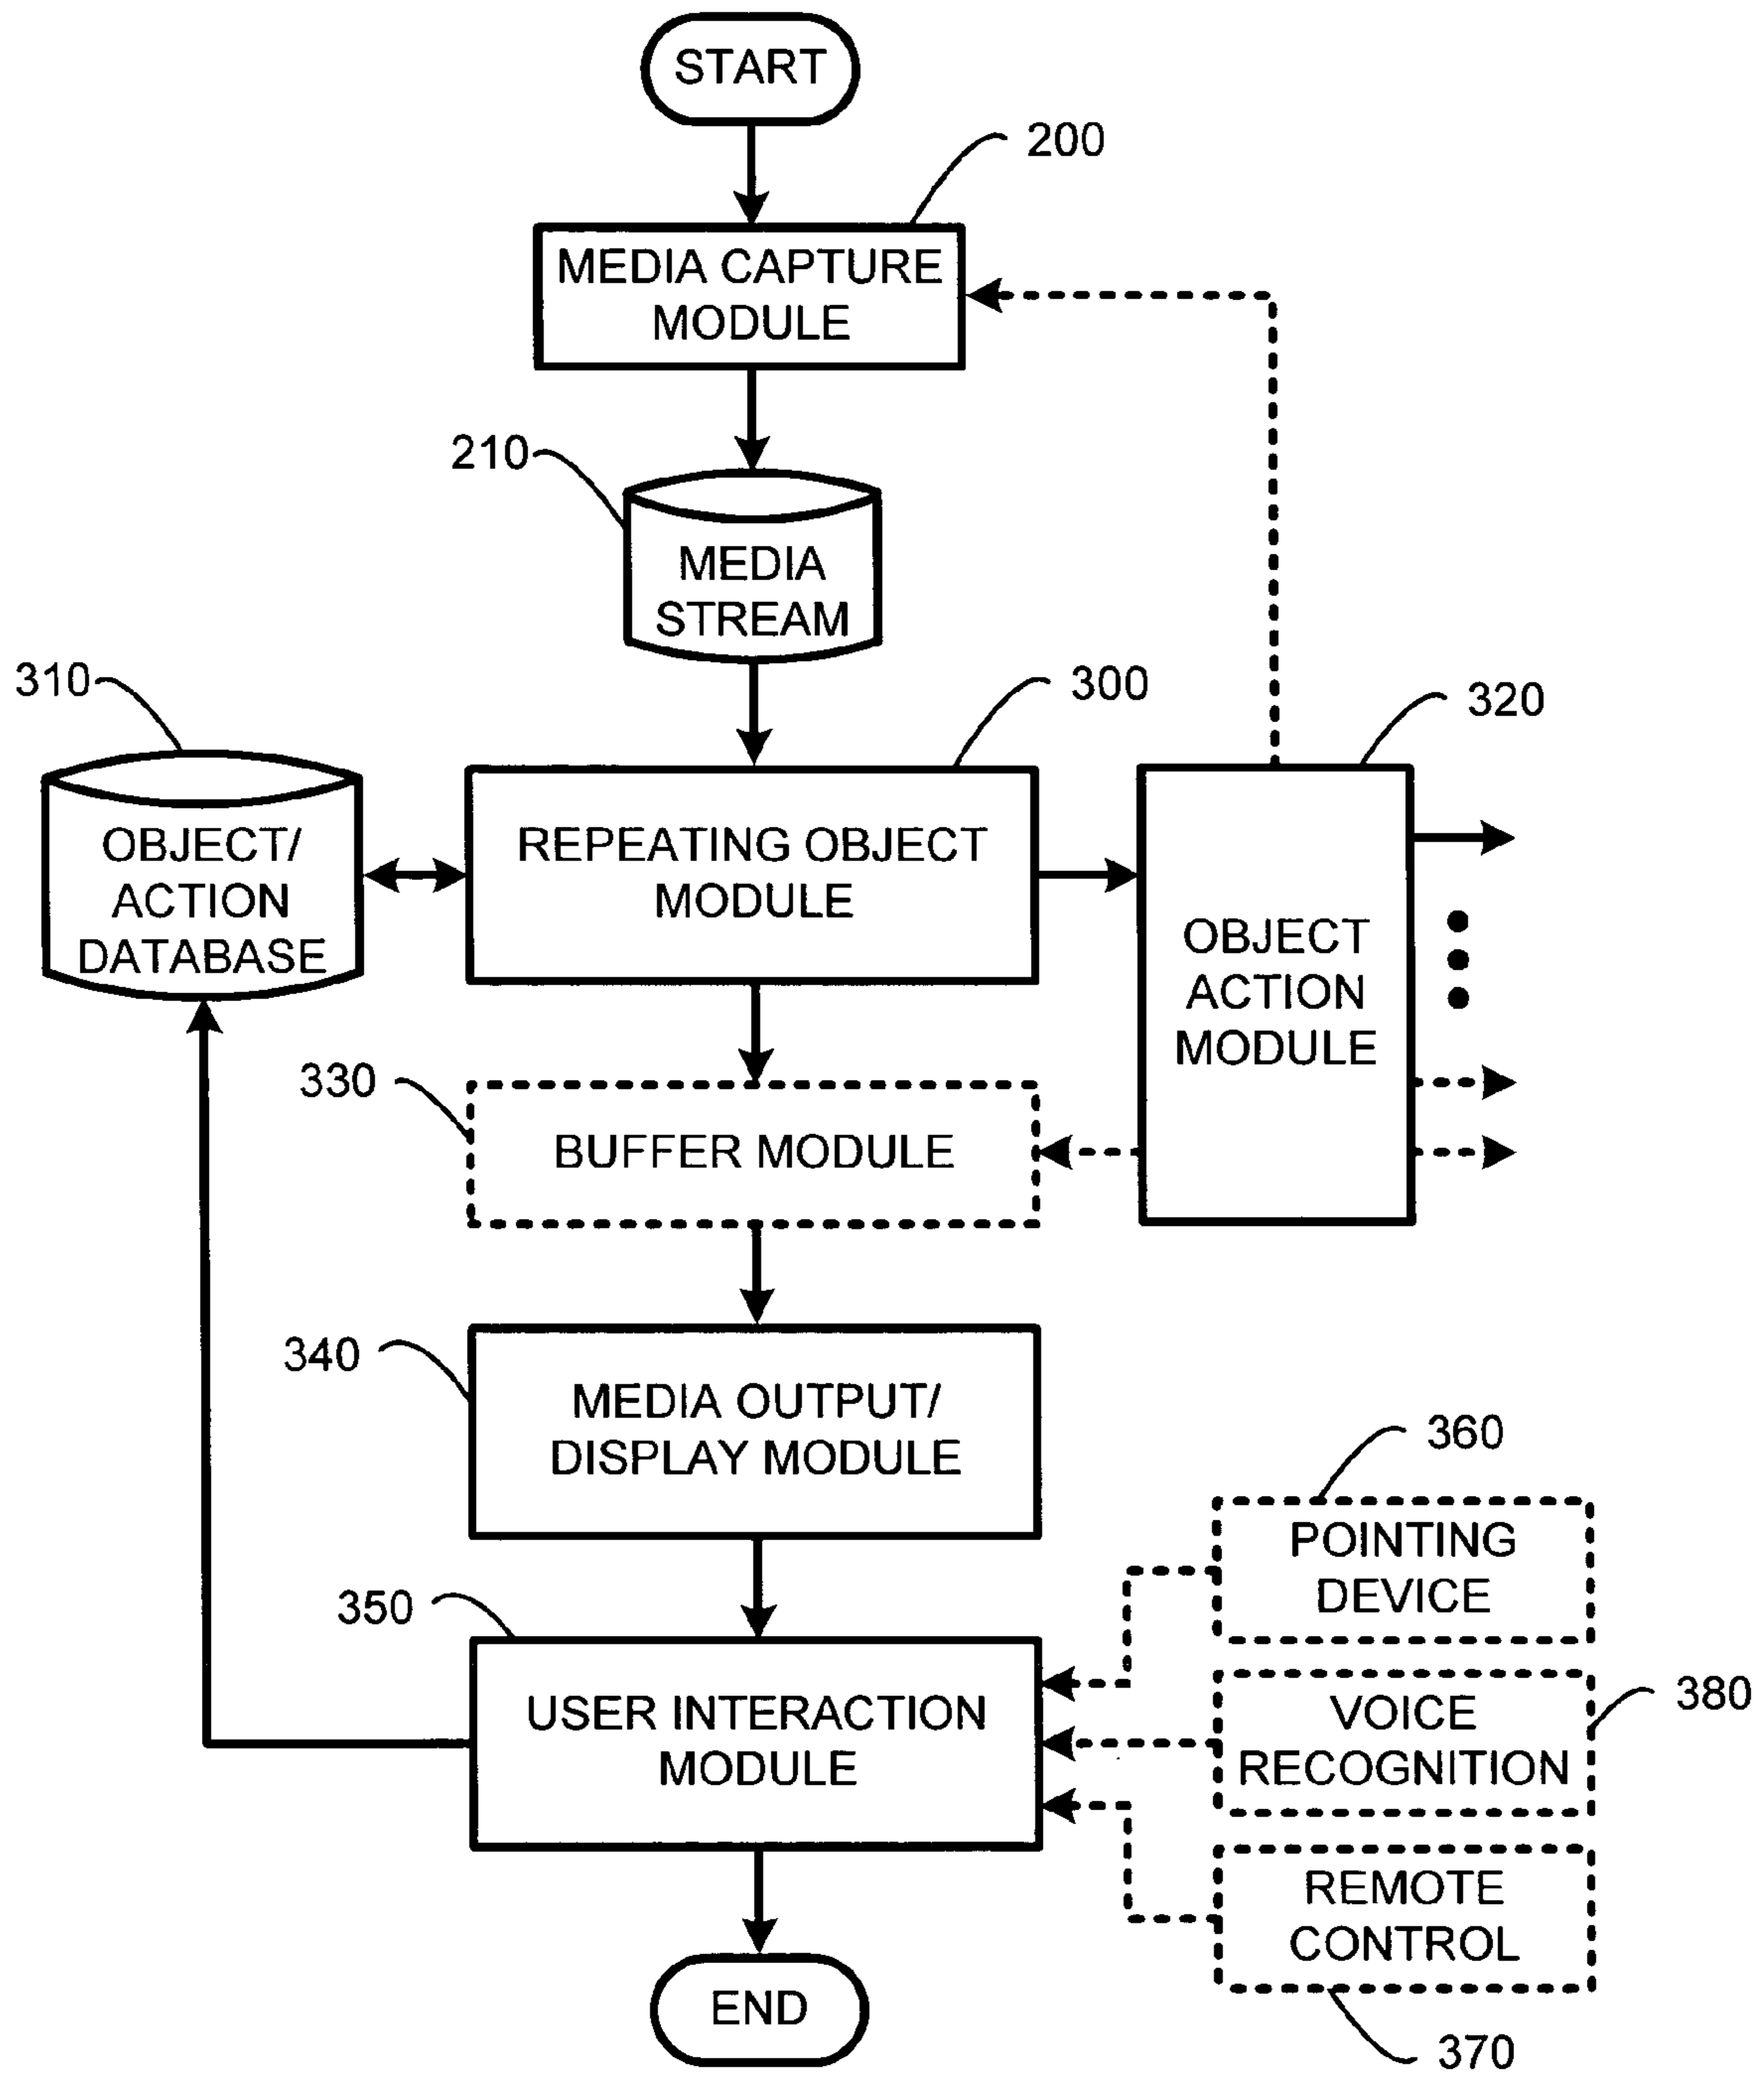 START
200
MEDIA CAPTURE
MODULE
210
MEDIA
STREAM
310
300
320
OBJECT/
ACTION
DATABASE
REPEATING OBJECT
MODULE
OBJECT
ACTION
MODULE
330
BUFFER MODULE
340
MEDIA OUTPUT/
DISPLAY MODULE
360
POINTING
DEVICE
350
USER INTERACTION
MODULE
380
VOICE
RECOGNITION
REMOTE
CONTROL
370
END